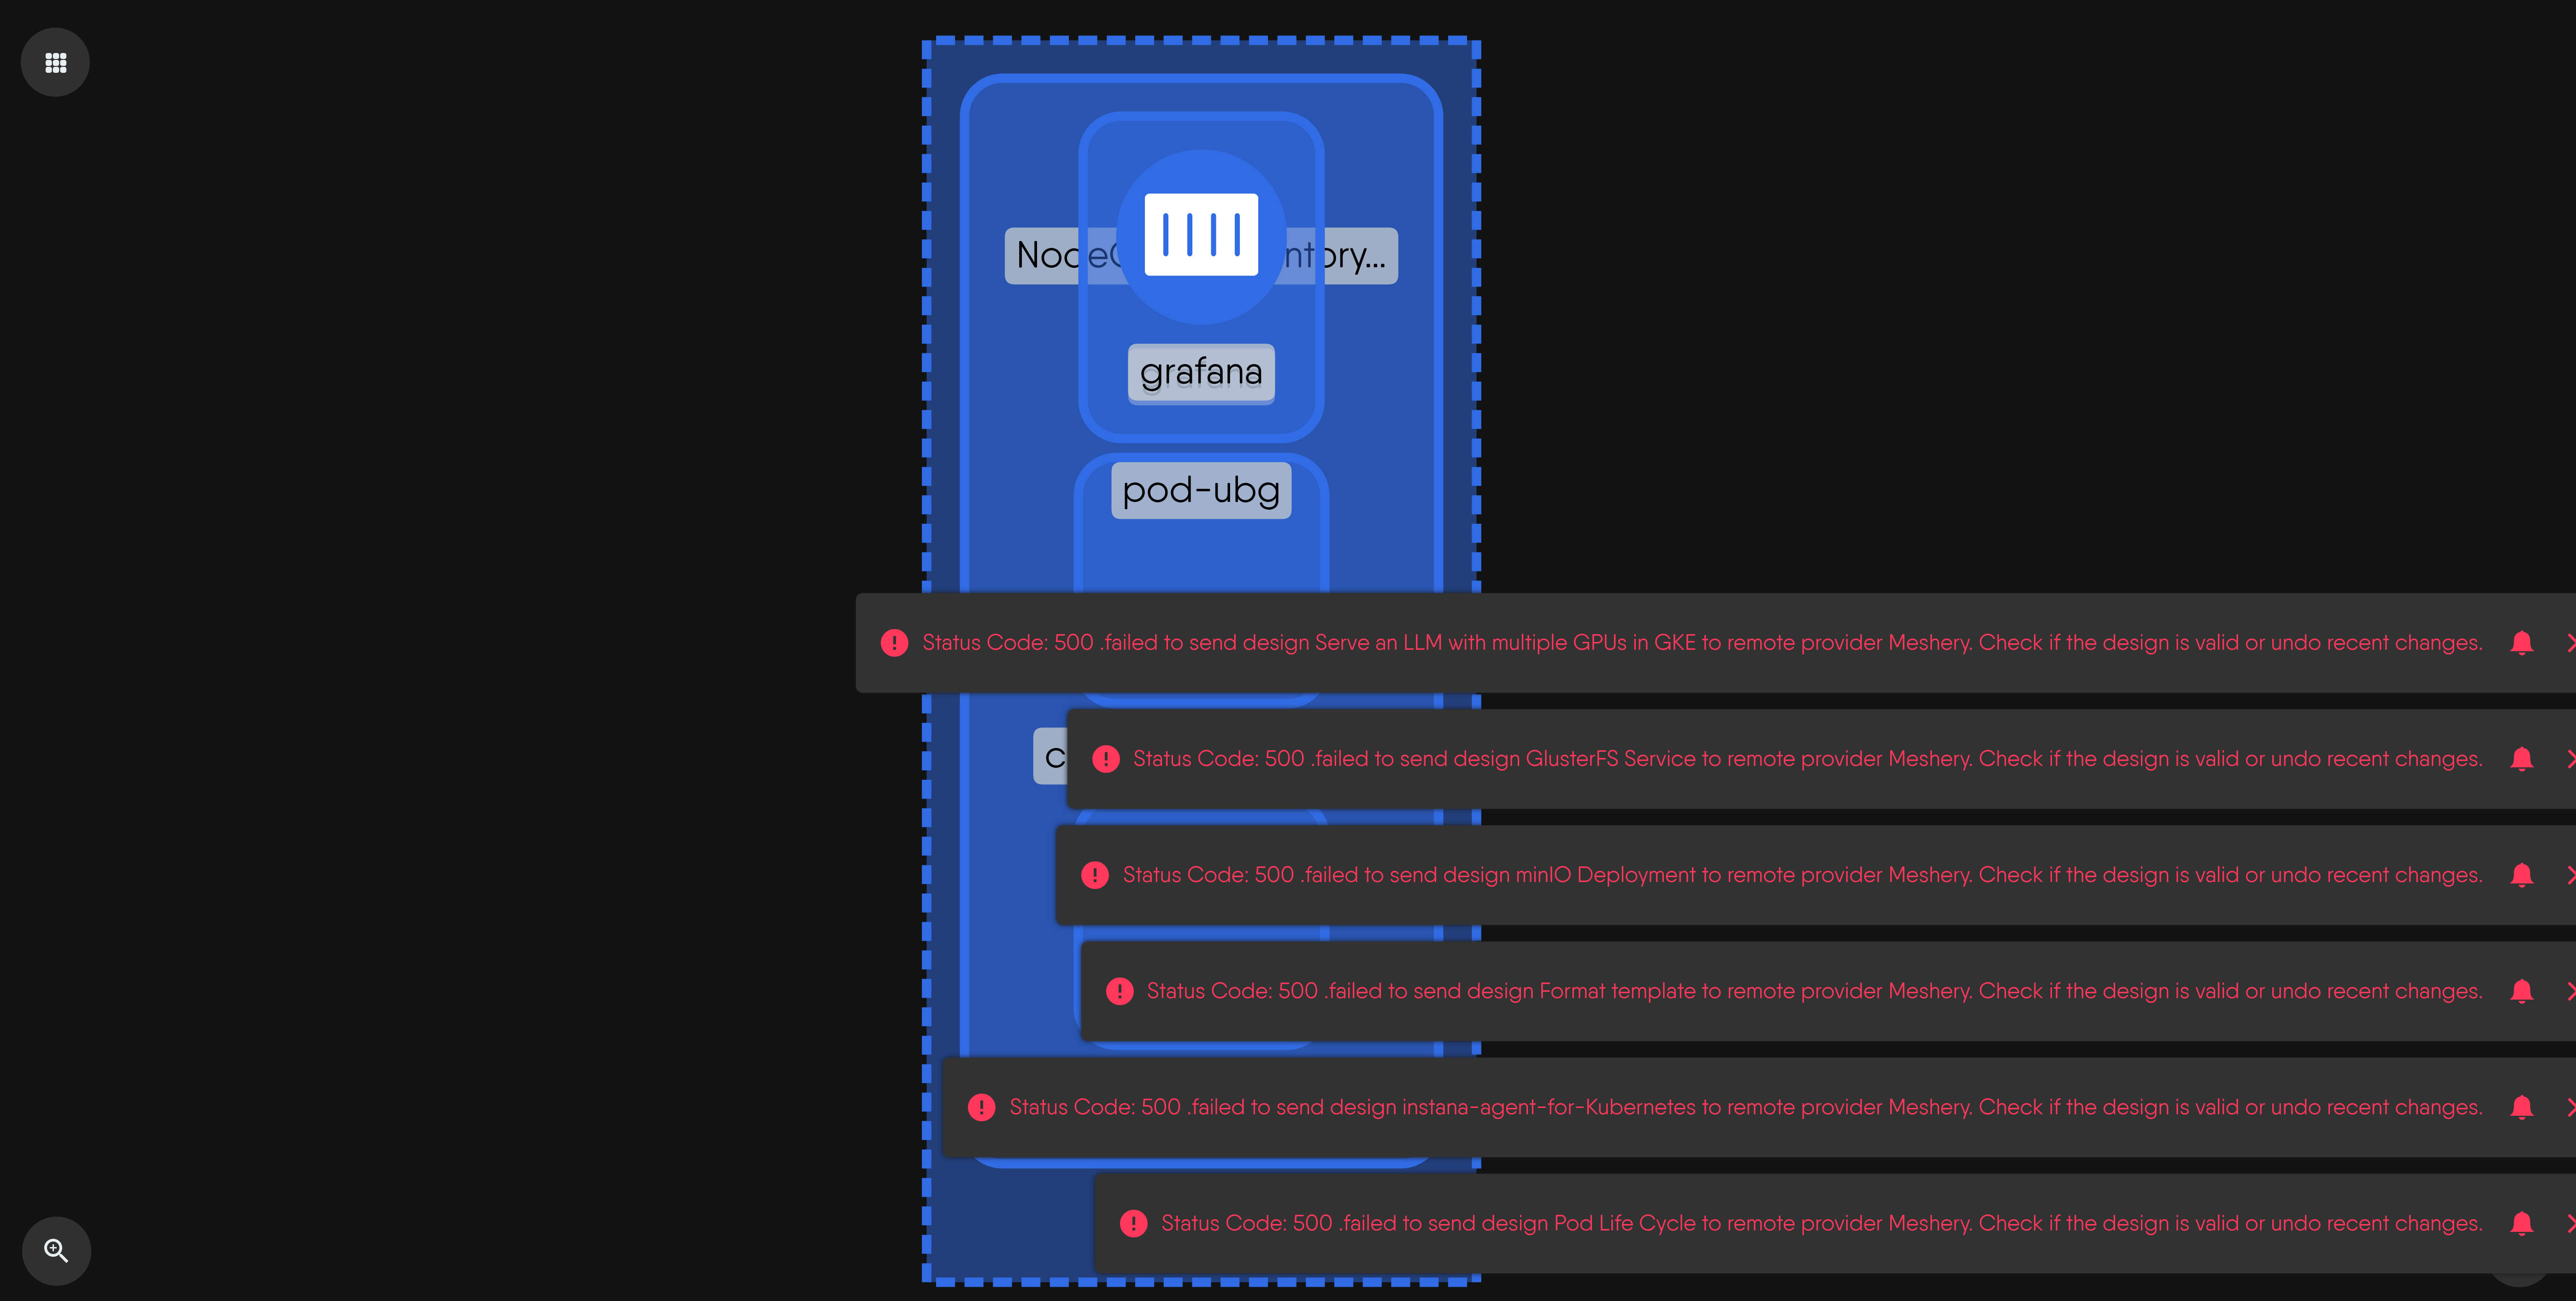 grafana
pod-ubg
Status Code: 500 .failed to send design Serve an LLM with multiple GPUs in GKE to remote provider Meshery. Check if the design is valid or undo recent changes.
Status Code: 500 .failed to send design GlusterFS Service to remote provider Meshery. Check if the design is valid or undo recent changes.
Status Code: 500 .failed to send design minIO Deployment to remote provider Meshery. Check if the design is valid or undo recent changes.
Status Code: 500 .failed to send design Format template to remote provider Meshery. Check if the design is valid or undo recent changes.
Status Code: 500 .failed to send design instana-agent-for-Kubernetes to remote provider Meshery. Check if the design is valid or undo recent changes.
Status Code: 500 .failed to send design Pod Life Cycle to remote provider Meshery. Check if the design is valid or undo recent changes.